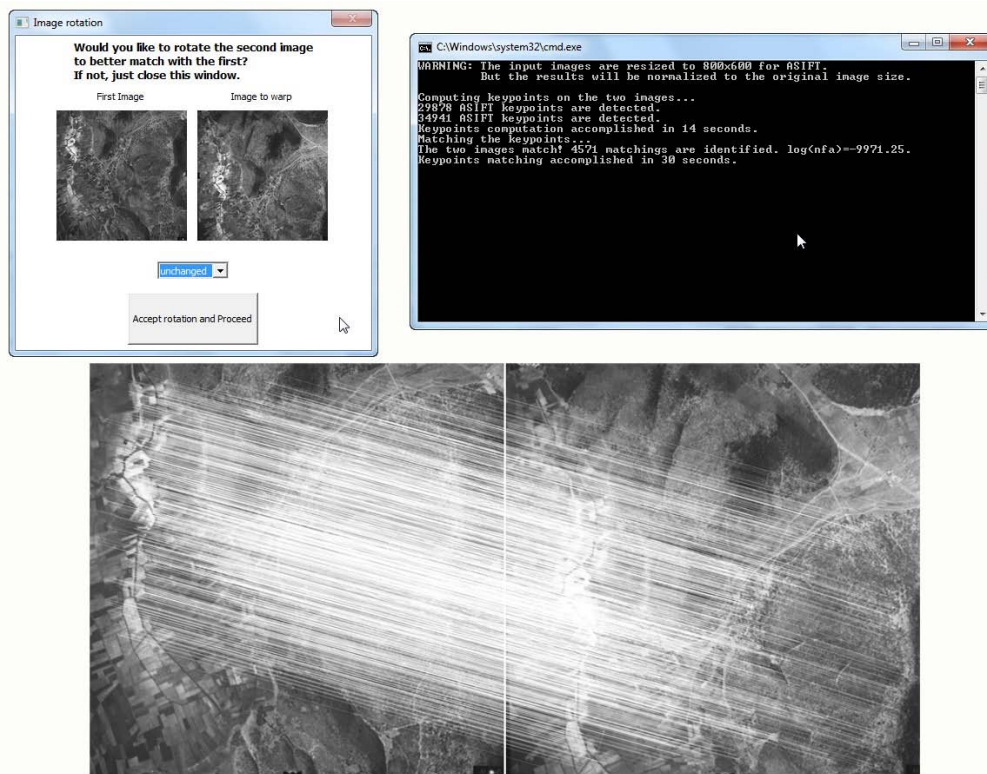 Image rotation
Would you like to rotate the second image
to better match with the first?
If not, just close this window.
First Image
Image to warp
unchanged
Accept rotation and Proceed
C:\Windows\system32\cmd.exe
WARNING: The input images are resized to 800x600 for ASIFT.
But the results will be normalized to the original image size.
Computing keypoints on the two images...
29878 ASIFT keypoints are detected.
34941 ASIFT keypoints are detected.
Keypoints computation accomplished in 14 seconds.
Matching the keypoints...
The two images match! 4571 matchings are identified. log(nfa)=-9971.25.
Keypoints matching accomplished in 30 seconds.